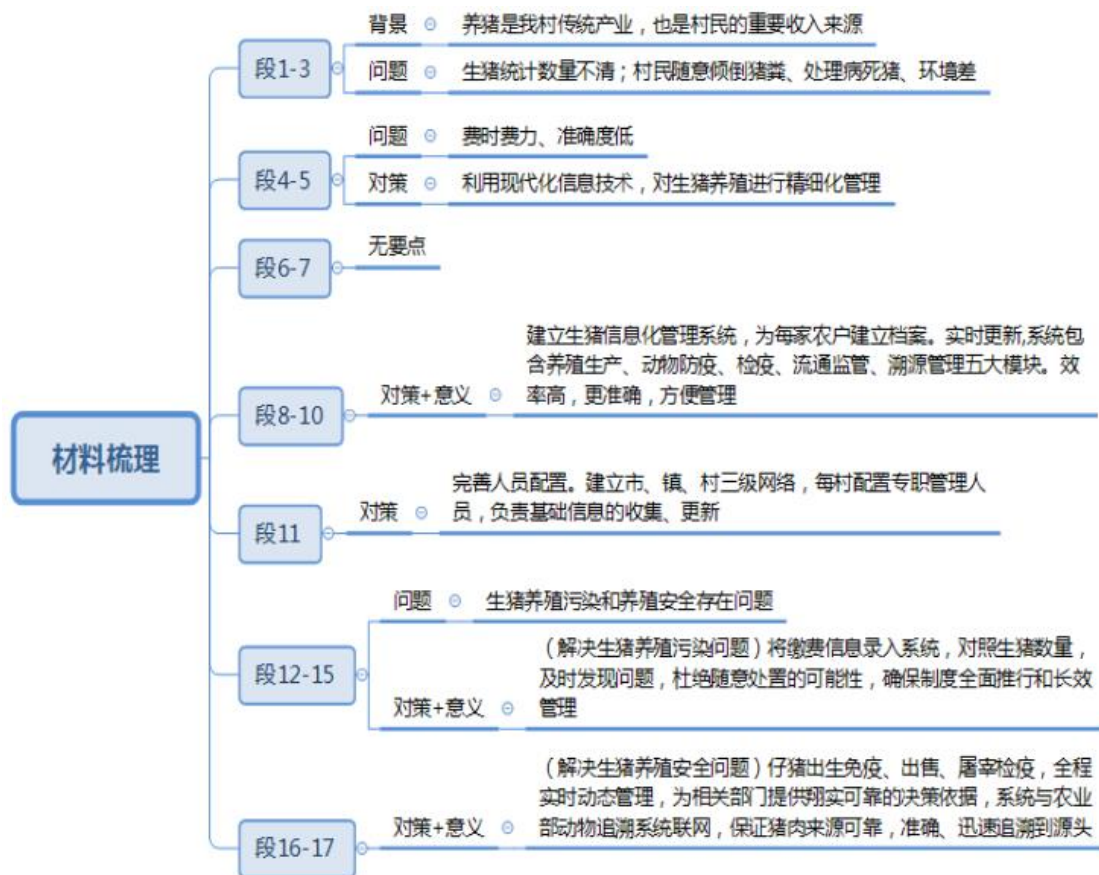 材料梳理
段1-3
背景
养猪是我村传统产业，也是村民的重要收入来源
问题
生猪统计数量不清；村民随意倾倒猪粪、处理病死猪、环境差
段4-5
问题
费时费力、准确度低
对策
利用现代化信息技术，对生猪养殖进行精细化管理
段6-7
无要点
段8-10
对策+意义
建立生猪信息化管理系统，为每家农户建立档案。实时更新,系统包
含养殖生产、动物防疫、检疫、流通监管、溯源管理五大模块。效
率高，更准确，方便管理
段11
对策
完善人员配置。建立市、镇、村三级网络，每村配置专职管理人
员，负责基础信息的收集、更新
段12-15
问题
生猪养殖污染和养殖安全存在问题
对策+意义
（解决生猪养殖污染问题）将缴费信息录入系统，对照生猪数量，
及时发现问题，杜绝随意处置的可能性，确保制度全面推行和长效
管理
段16-17
对策+意义
（解决生猪养殖安全问题）仔猪出生免疫、出售、屠宰检疫，全程
实时动态管理，为相关部门提供翔实可靠的决策依据，系统与农业
部动物追溯系统联网，保证猪肉来源可靠，准确、迅速追溯到源头